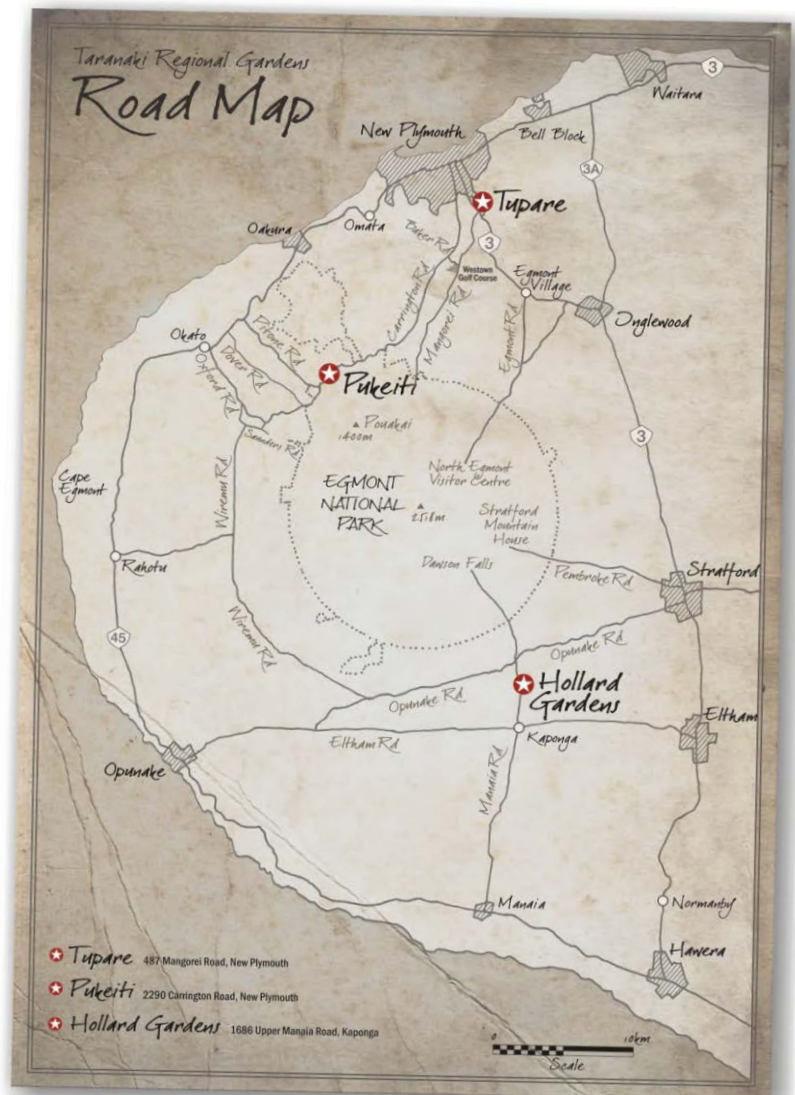 Taranaki Regional Gardens
Road Map
3
Waitara
New Plymouth
Bell Block
3A
Tupare
Omata
Oakura
Baker Rd
3
Westown
Golf Course
Egmont
Village
Carrington Rd
Mangorei Rd
Inglewood
Egmont Rd
Okato
Pitone Rd
Dover Rd
Oxford Rd
Pukeiti
Pouakai
1400m
3
Saunders Rd
North Egmont
Visitor Centre
Cape
Egmont
EGMONT
NATIONAL
PARK
2518m
Stratford
Mountain
House
Wiremu Rd
Rahotu
Dawson Falls
Pembroke Rd
Stratford
45
Wiremu Rd
Opunake Rd
Hollard
Gardens
Opunake Rd
Eltham
Eltham Rd
Kaponga
Opunake
Manaia Rd
Manaia
Normanby
Hawera
Tupare 487 Mangorei Road, New Plymouth
Pukeiti 2290 Carrington Road, New Plymouth
Hollard Gardens 1686 Upper Manaia Road, Kaponga
0 10km
Scale